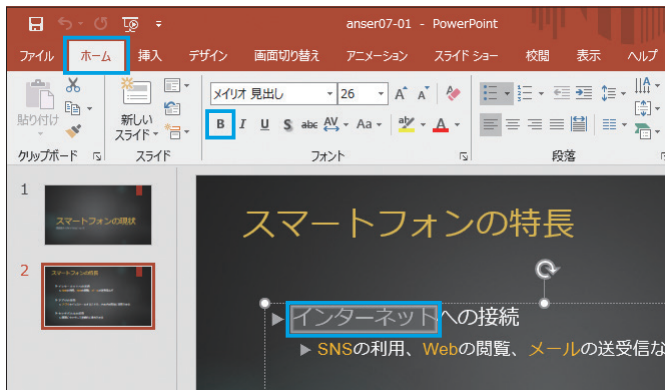 anser07-01 - PowerPoint
ファイル ホーム 挿入 デザイン 画面切り替え アニメーション スライド ショー 校閲 表示 ヘルプ
メイリオ 見出し 26 A A
貼り付け 新しい
スライド
B I U S abc AV Aa ab A
クリップボード スライド フォント 段落
1
スマートフォンの現状
2
スマートフォンの特長
スマートフォンの特長
インターネットへの接続
SNSの利用、Webの閲覧、メールの送受信な